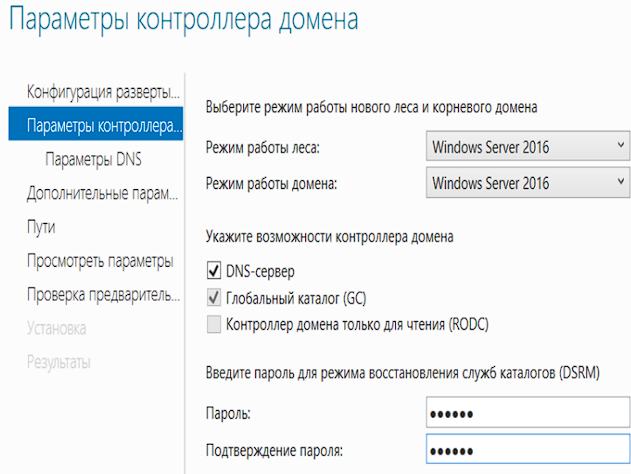 Параметры контроллера домена
Конфигурация разверты...
Параметры контроллера...
Параметры DNS
Дополнительные парам...
Пути
Просмотреть параметры
Проверка предваритель...
Установка
Результаты
Выберите режим работы нового леса и корневого домена
Режим работы леса: Windows Server 2016
Режим работы домена: Windows Server 2016
Укажите возможности контроллера домена
DNS-сервер
Глобальный каталог (GC)
Контроллер домена только для чтения (RODC)
Введите пароль для режима восстановления служб каталогов (DSRM)
Пароль: ••••••
Подтверждение пароля: ••••••